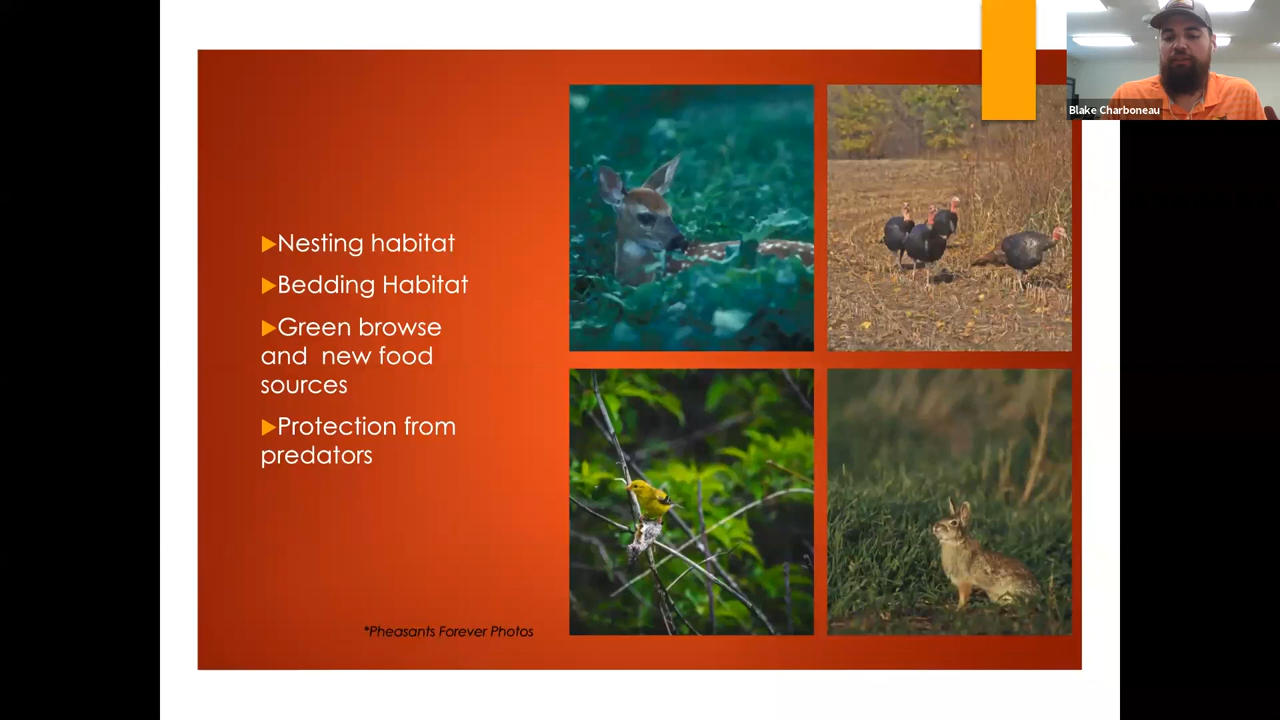 Blake Charboneau
Nesting habitat
Bedding Habitat
Green browse
and new food
sources
Protection from
predators
*Pheasants Forever Photos